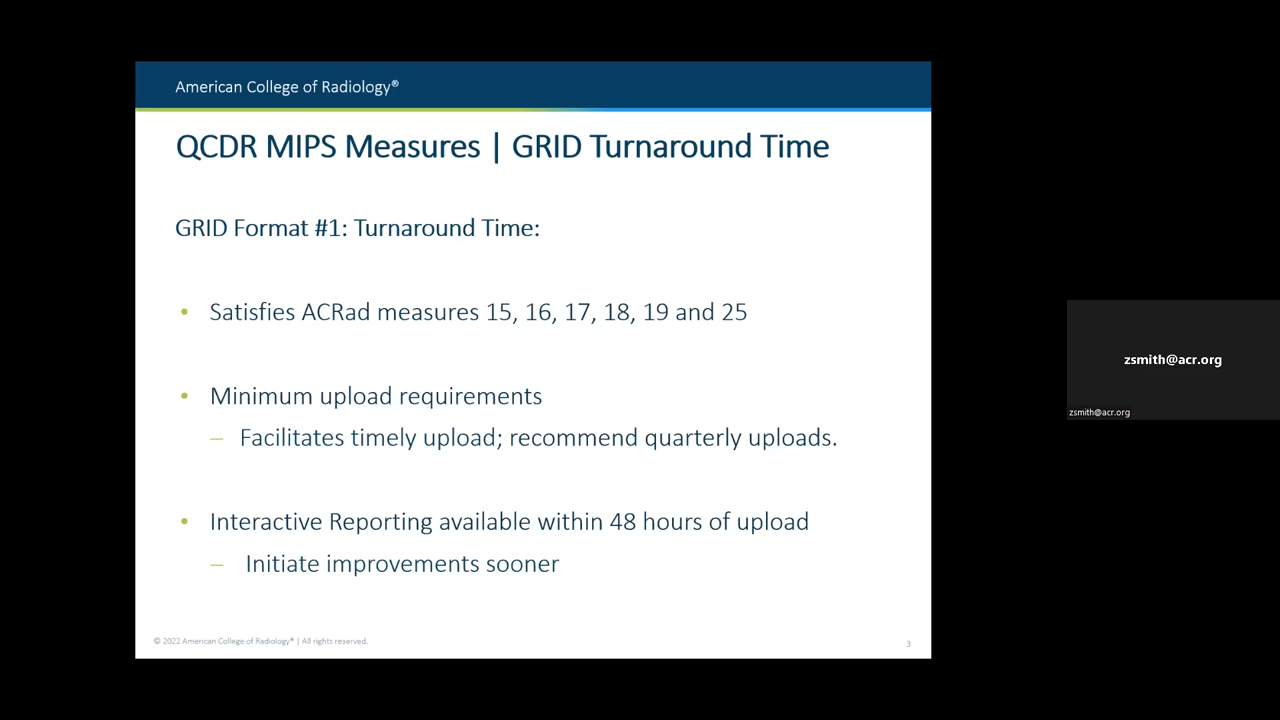 American College of Radiology®
QCDR MIPS Measures | GRID Turnaround Time
GRID Format #1: Turnaround Time:
• Satisfies ACRad measures 15, 16, 17, 18, 19 and 25
• Minimum upload requirements
– Facilitates timely upload; recommend quarterly uploads.
• Interactive Reporting available within 48 hours of upload
– Initiate improvements sooner
© 2022 American College of Radiology® | All rights reserved.
3
zsmith@acr.org
zsmith@acr.org